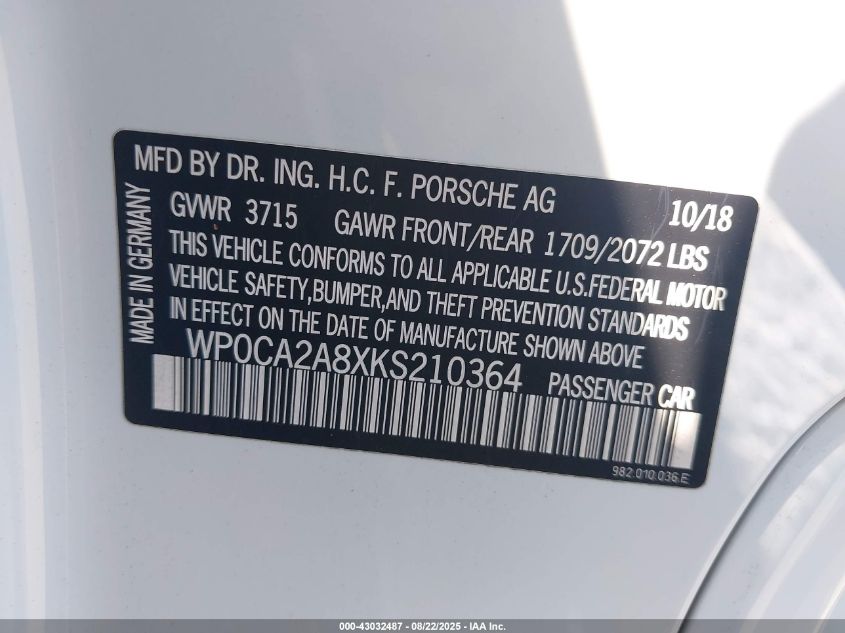 MFD BY DR. ING. H.C. F. PORSCHE AG 10/18
GVWR 3715 GAWR FRONT/REAR 1709/2072 LBS
THIS VEHICLE CONFORMS TO ALL APPLICABLE U.S.FEDERAL MOTOR
VEHICLE SAFETY,BUMPER,AND THEFT PREVENTION STANDARDS
IN EFFECT ON THE DATE OF MANUFACTURE SHOWN ABOVE
WP0CA2A8XKS210364 PASSENGER CAR
982.010.036.E
MADE IN GERMANY
000-43032487 - 08/22/2025 - IAA Inc.